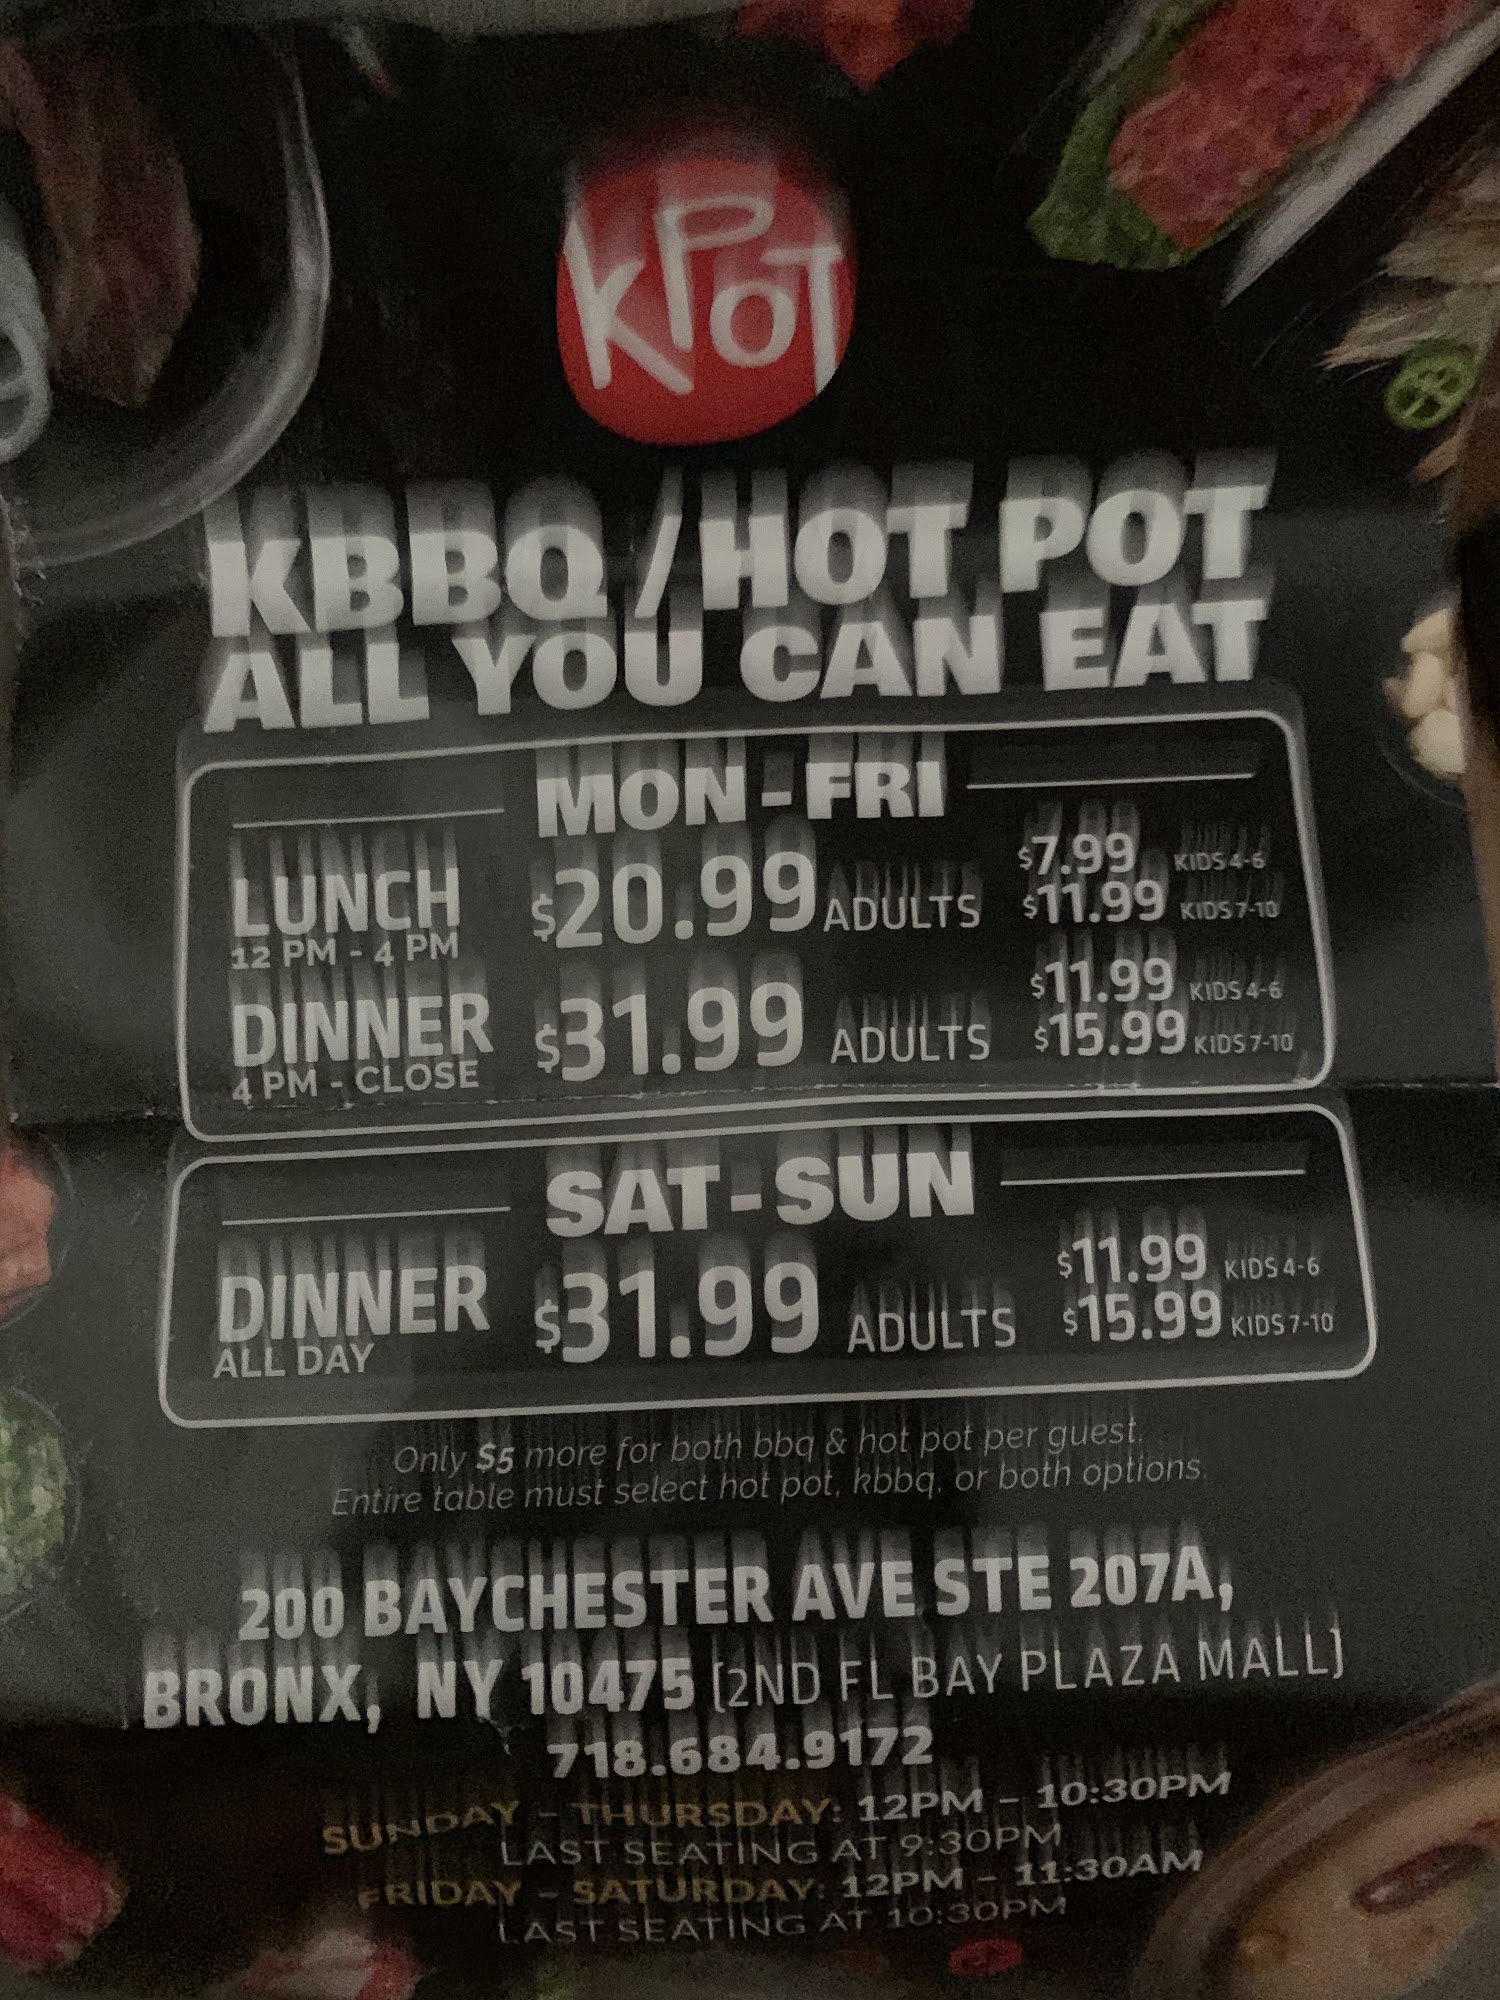 KPOT
KBBQ / HOT POT
ALL YOU CAN EAT
MON - FRI
LUNCH
12 PM - 4 PM
$20.99 ADULTS
$7.99 KIDS 4-6
$11.99 KIDS 7-10
DINNER
4 PM - CLOSE
$31.99 ADULTS
$11.99 KIDS 4-6
$15.99 KIDS 7-10
SAT - SUN
DINNER
ALL DAY
$31.99 ADULTS
$11.99 KIDS 4-6
$15.99 KIDS 7-10
Only $5 more for both bbq & hot pot per guest.
Entire table must select hot pot, kbbq, or both options.
200 BAYCHESTER AVE STE 207A,
BRONX, NY 10475 [2ND FL BAY PLAZA MALL]
718.684.9172
SUNDAY - THURSDAY: 12PM - 10:30PM
LAST SEATING AT 9:30PM
FRIDAY - SATURDAY: 12PM - 11:30AM
LAST SEATING AT 10:30PM